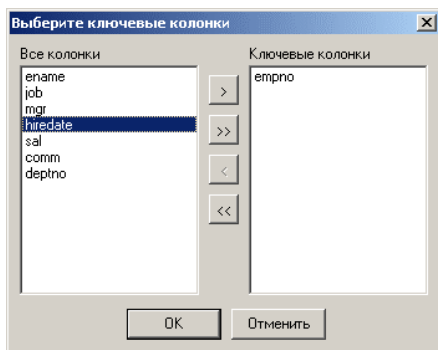 Выберите ключевые колонки
Все колонки
Ключевые колонки
ename
job
mgr
hiredate
sal
comm
deptno
>
>>
<
<<
empno
OK
Отменить